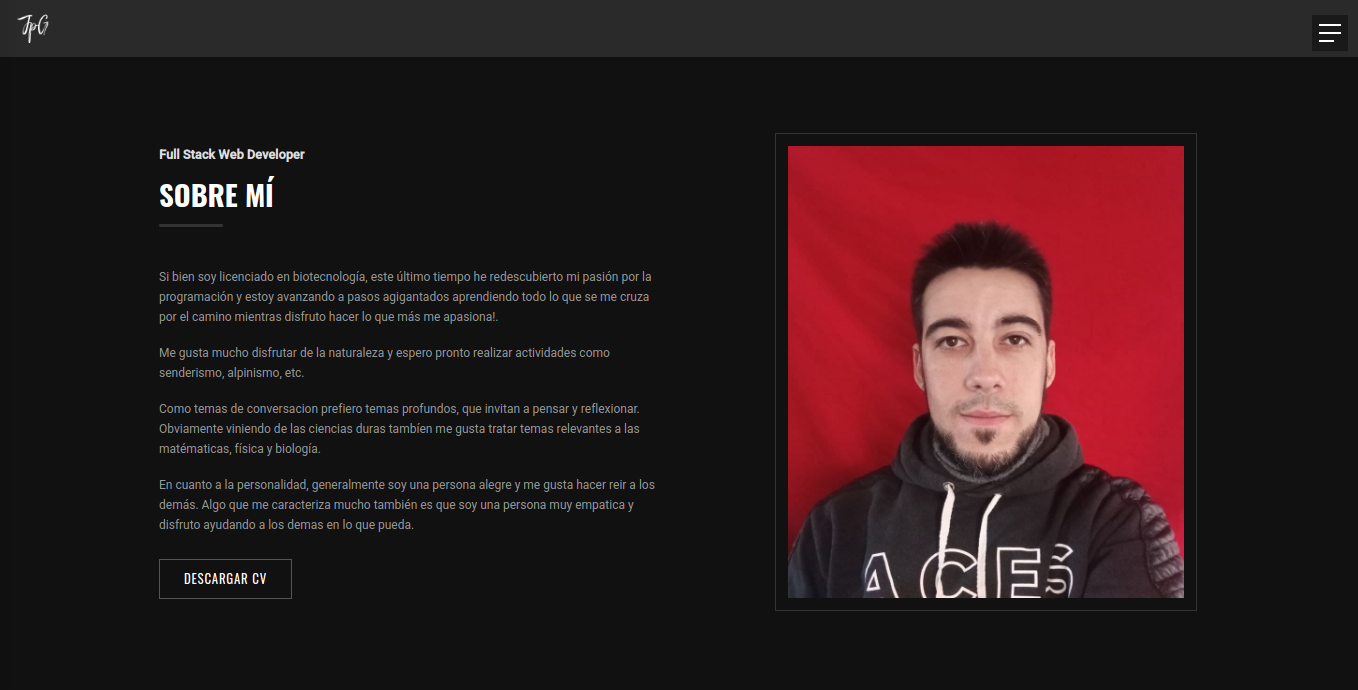 JpG
Full Stack Web Developer
SOBRE MÍ
Si bien soy licenciado en biotecnología, este último tiempo he redescubierto mi pasión por la
programación y estoy avanzando a pasos agigantados aprendiendo todo lo que se me cruza
por el camino mientras disfruto hacer lo que más me apasiona!.
Me gusta mucho disfrutar de la naturaleza y espero pronto realizar actividades como
senderismo, alpinismo, etc.
Como temas de conversacion prefiero temas profundos, que invitan a pensar y reflexionar.
Obviamente viniendo de las ciencias duras tambíen me gusta tratar temas relevantes a las
matématicas, física y biología.
En cuanto a la personalidad, generalmente soy una persona alegre y me gusta hacer reir a los
demás. Algo que me caracteriza mucho también es que soy una persona muy empatica y
disfruto ayudando a los demas en lo que pueda.
DESCARGAR CV
ACES